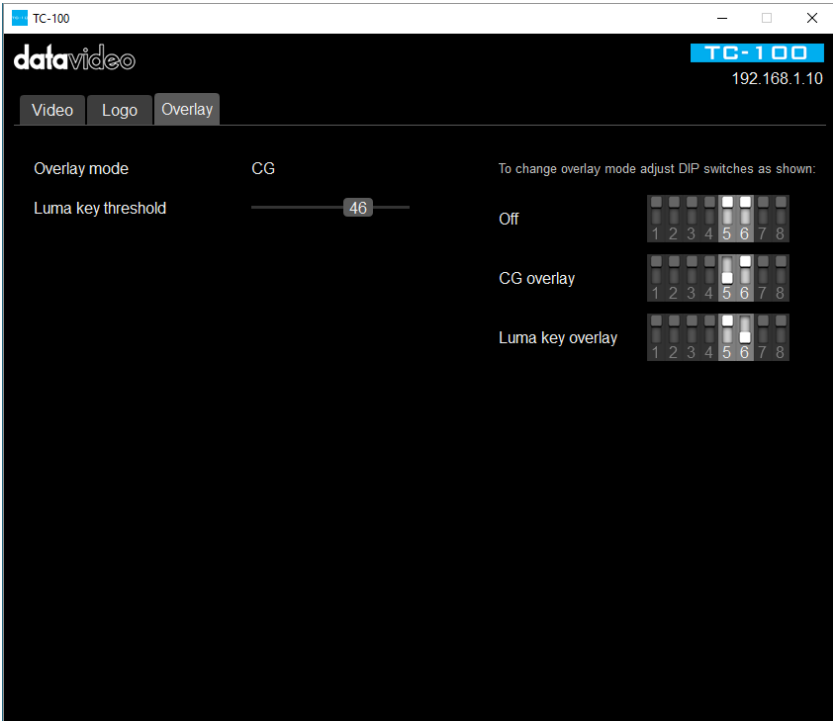 TC-100
datavideo
TC-100
192.168.1.10
Video Logo Overlay
Overlay mode CG
Luma key threshold 46
To change overlay mode adjust DIP switches as shown:
Off
1 2 3 4 5 6 7 8
CG overlay
1 2 3 4 5 6 7 8
Luma key overlay
1 2 3 4 5 6 7 8